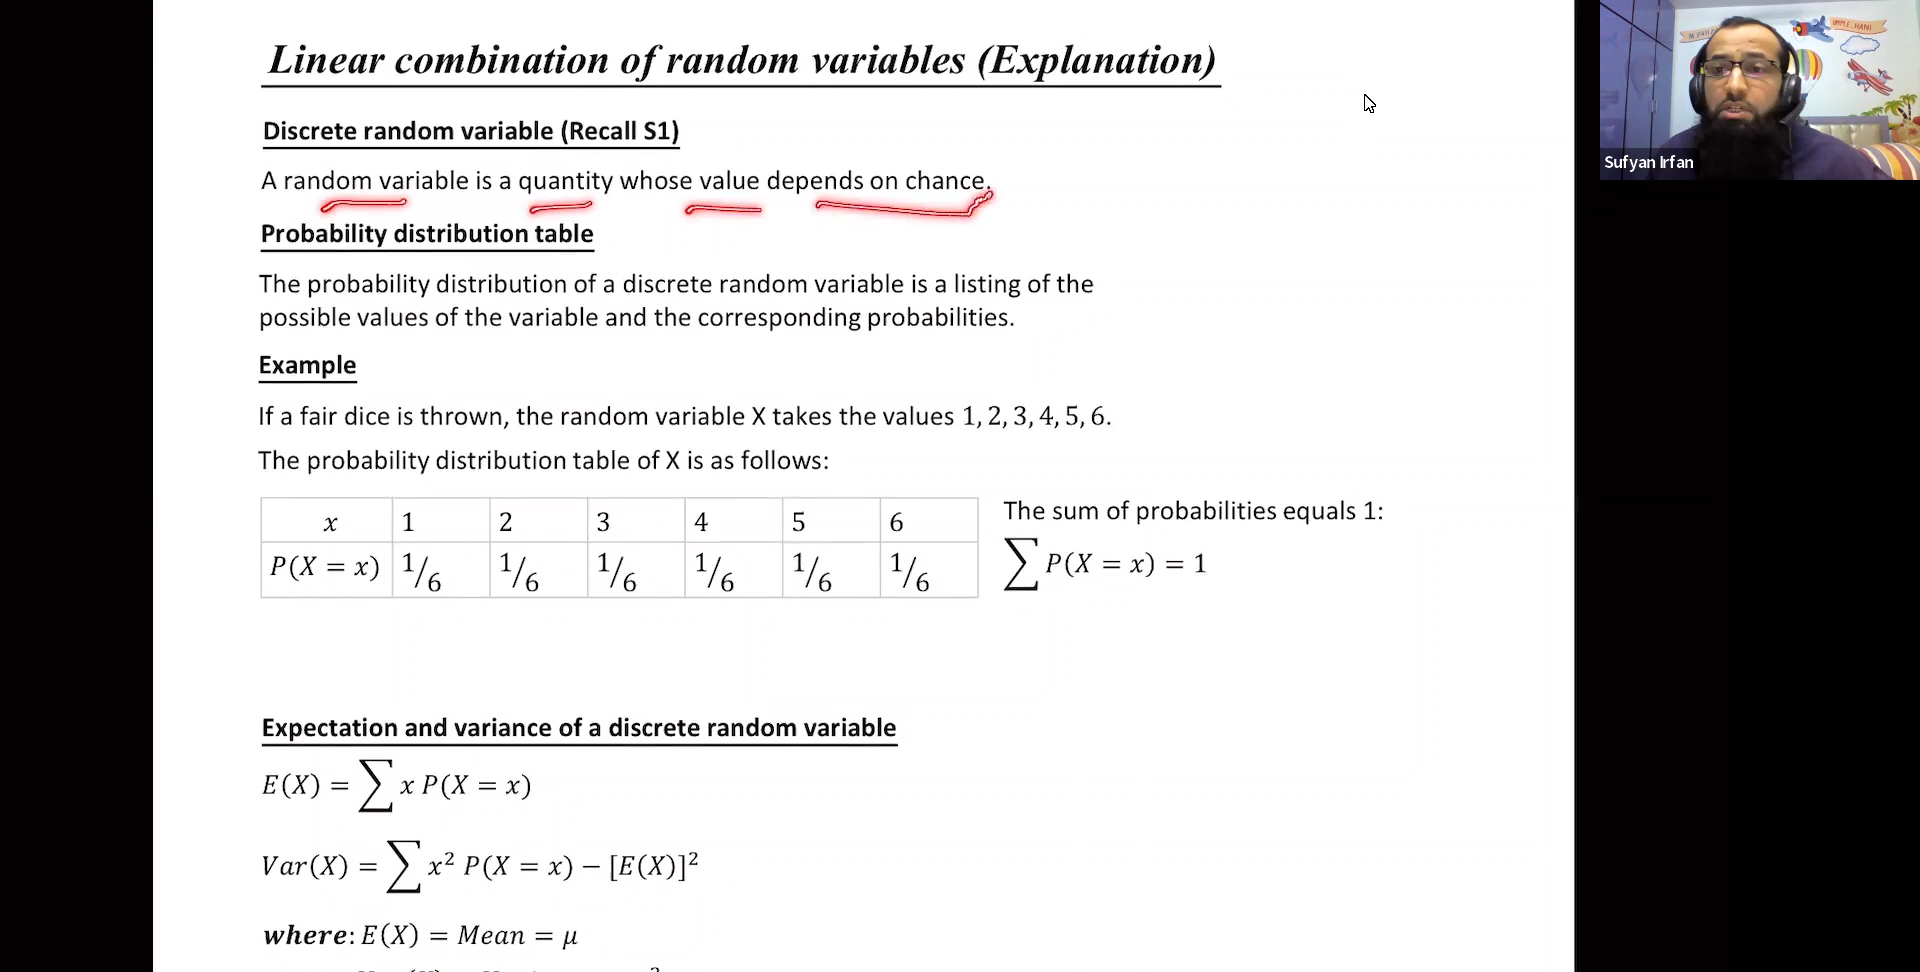 Linear combination of random variables (Explanation)
Discrete random variable (Recall S1)
A random variable is a quantity whose value depends on chance.
Probability distribution table
The probability distribution of a discrete random variable is a listing of the
possible values of the variable and the corresponding probabilities.
Example
If a fair dice is thrown, the random variable X takes the values 1, 2, 3, 4, 5, 6.
The probability distribution table of X is as follows:
x 1 2 3 4 5 6
P(X = x) 1/6 1/6 1/6 1/6 1/6 1/6
The sum of probabilities equals 1:
∑ P(X = x) = 1
Expectation and variance of a discrete random variable
E(X) = ∑ x P(X = x)
Var(X) = ∑ x² P(X = x) − [E(X)]²
where: E(X) = Mean = μ
Sufyan Irfan
IMM.E, HANI